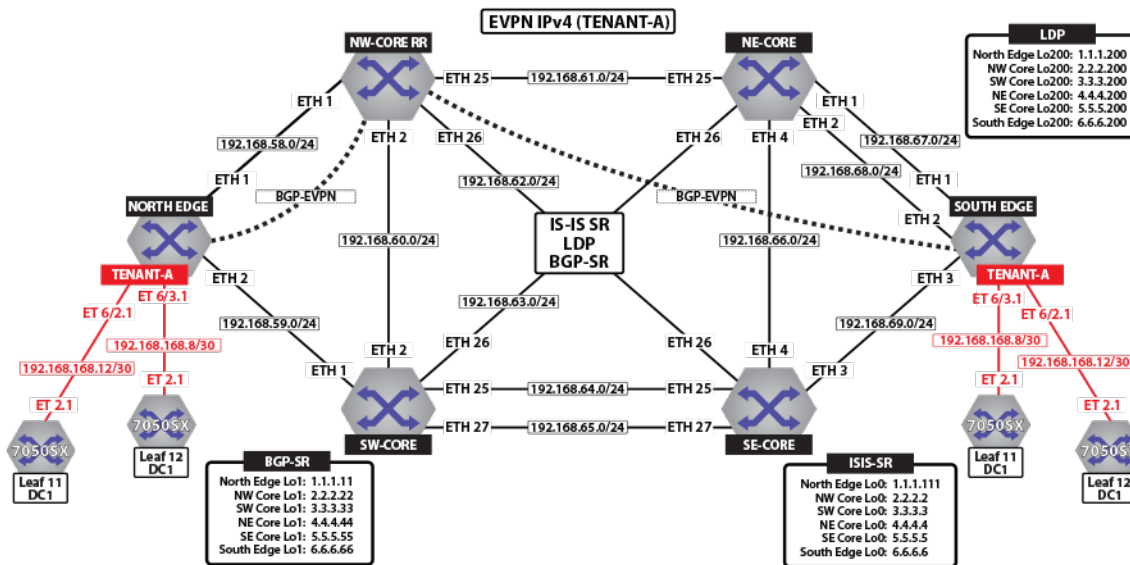 EVPN IPv4 (TENANT-A)
NW-CORE RR
NE-CORE
LDP
North Edge Lo200: 1.1.1.200
NW Core Lo200: 2.2.2.200
SW Core Lo200: 3.3.3.200
NE Core Lo200: 4.4.4.200
SE Core Lo200: 5.5.5.200
South Edge Lo200: 6.6.6.200
ETH 25
192.168.61.0/24
ETH 25
ETH 1
ETH 2
ETH 26
ETH 26
ETH 4
ETH 2
ETH 1
192.168.58.0/24
192.168.67.0/24
192.168.62.0/24
192.168.68.0/24
ETH 1
BGP-EVPN
BGP-EVPN
ETH 1
NORTH EDGE
SOUTH EDGE
ETH 2
192.168.60.0/24
IS-IS SR
LDP
BGP-SR
192.168.66.0/24
TENANT-A
ETH 2
ETH 3
TENANT-A
ET 6/2.1
ET 6/3.1
ET 6/3.1
ET 6/2.1
192.168.63.0/24
192.168.59.0/24
192.168.69.0/24
192.168.168.8/30
192.168.168.8/30
192.168.168.12/30
192.168.168.12/30
ETH 2
ETH 26
ETH 26
ETH 4
ETH 1
ETH 3
ET 2.1
ET 2.1
ET 2.1
ET 2.1
ETH 25
192.168.64.0/24
ETH 25
ETH 27
192.168.65.0/24
ETH 27
7050SX
7050SX
7050SX
7050SX
SW-CORE
SE-CORE
Leaf 11
DC1
Leaf 12
DC1
Leaf 11
DC1
Leaf 12
DC1
BGP-SR
North Edge Lo1: 1.1.1.11
NW Core Lo1: 2.2.2.22
SW Core Lo1: 3.3.3.33
NE Core Lo1: 4.4.4.44
SE Core Lo1: 5.5.5.55
South Edge Lo1: 6.6.6.66
ISIS-SR
North Edge Lo0: 1.1.1.111
NW Core Lo0: 2.2.2.2
SW Core Lo0: 3.3.3.3
NE Core Lo0: 4.4.4.4
SE Core Lo0: 5.5.5.5
South Edge Lo0: 6.6.6.6